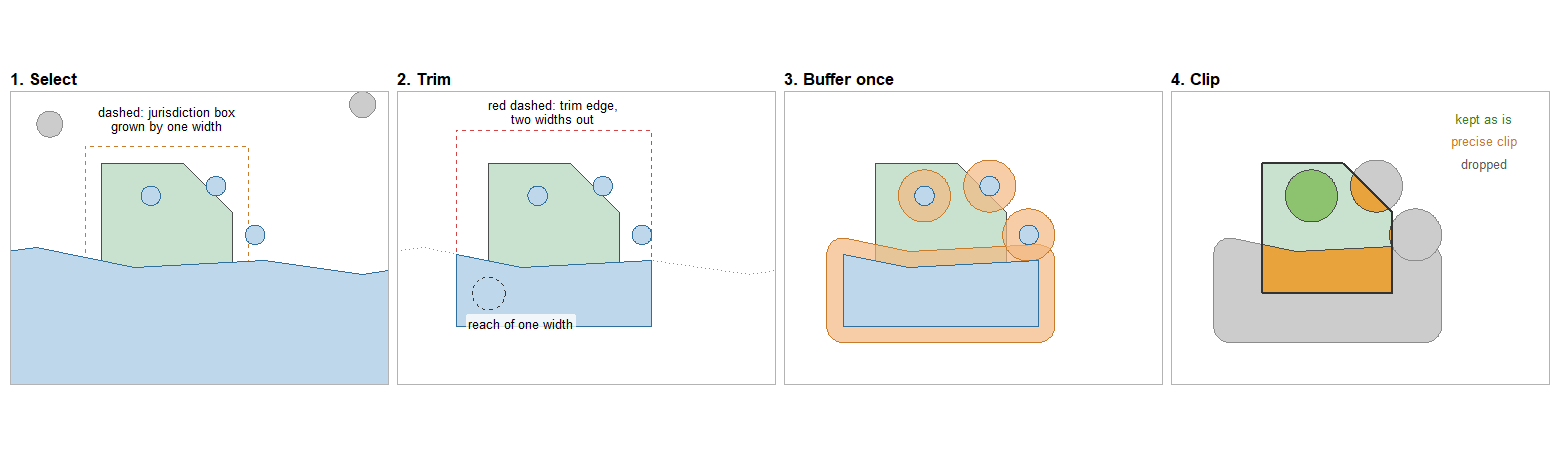 1. Select
dashed: jurisdiction box
grown by one width
2. Trim
red dashed: trim edge,
two widths out
reach of one width
3. Buffer once
4. Clip
kept as is
precise clip
dropped